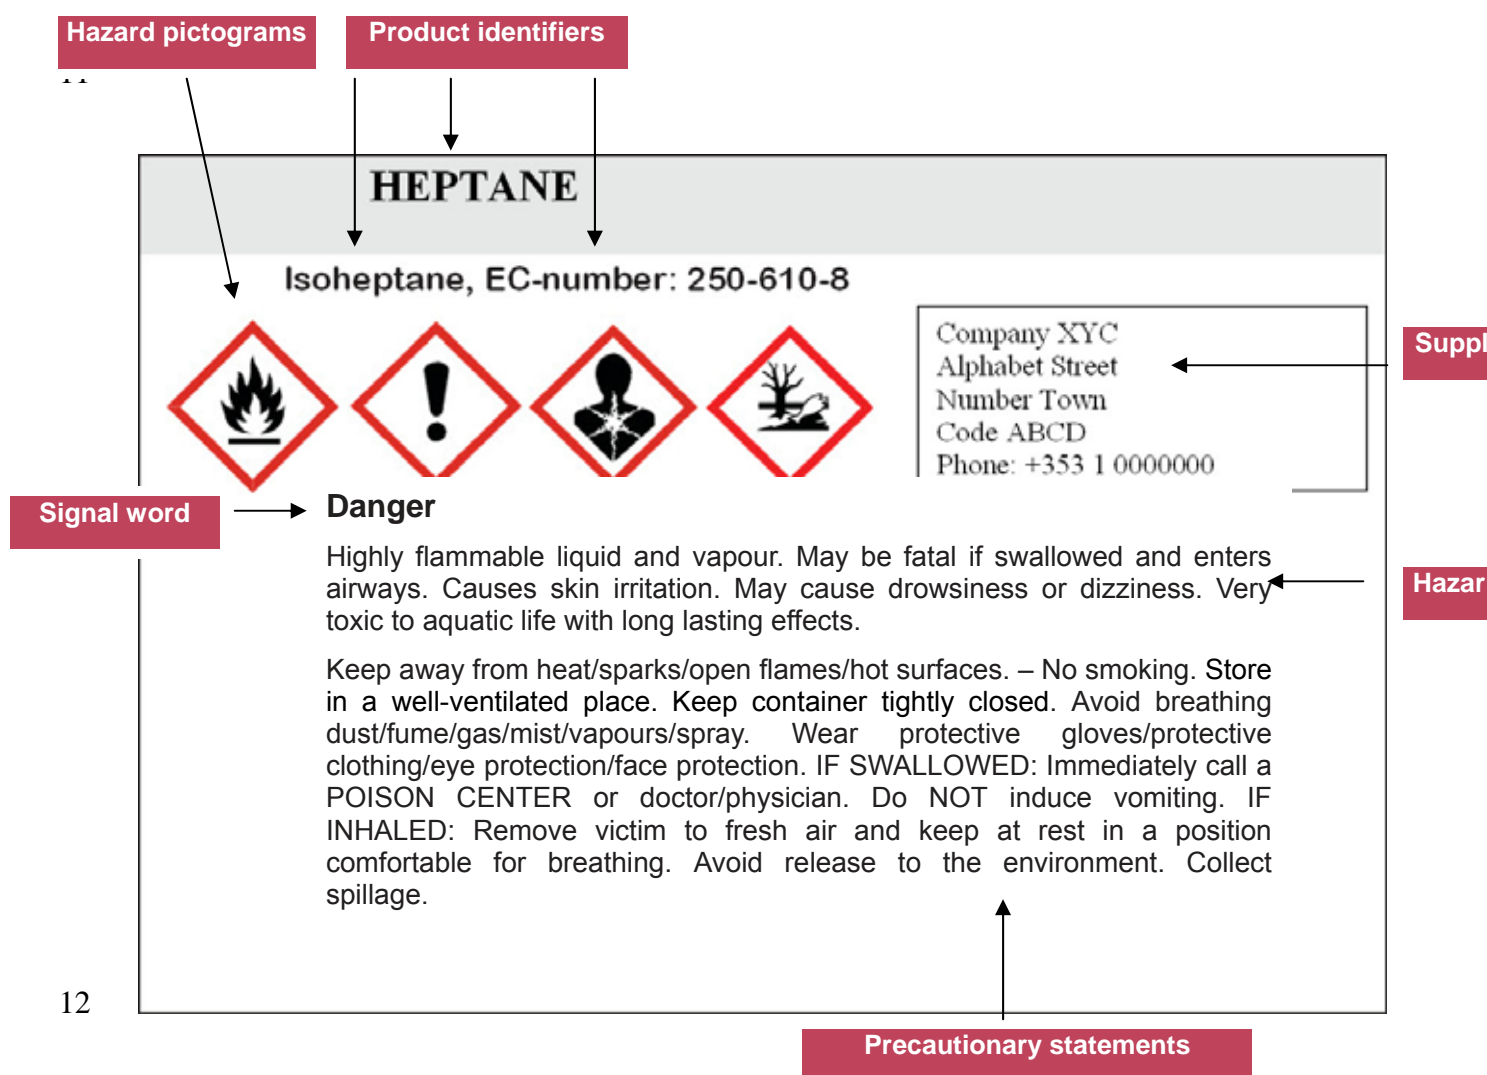 Hazard pictograms
Product identifiers
HEPTANE
Isoheptane, EC-number: 250-610-8
Company XYC
Alphabet Street
Number Town
Code ABCD
Phone: +353 1 0000000
Suppl
Signal word
Danger
Highly flammable liquid and vapour. May be fatal if swallowed and enters
airways. Causes skin irritation. May cause drowsiness or dizziness. Very
toxic to aquatic life with long lasting effects.
Hazar
Keep away from heat/sparks/open flames/hot surfaces. – No smoking. Store
in a well-ventilated place. Keep container tightly closed. Avoid breathing
dust/fume/gas/mist/vapours/spray. Wear protective gloves/protective
clothing/eye protection/face protection. IF SWALLOWED: Immediately call a
POISON CENTER or doctor/physician. Do NOT induce vomiting. IF
INHALED: Remove victim to fresh air and keep at rest in a position
comfortable for breathing. Avoid release to the environment. Collect
spillage.
12
Precautionary statements